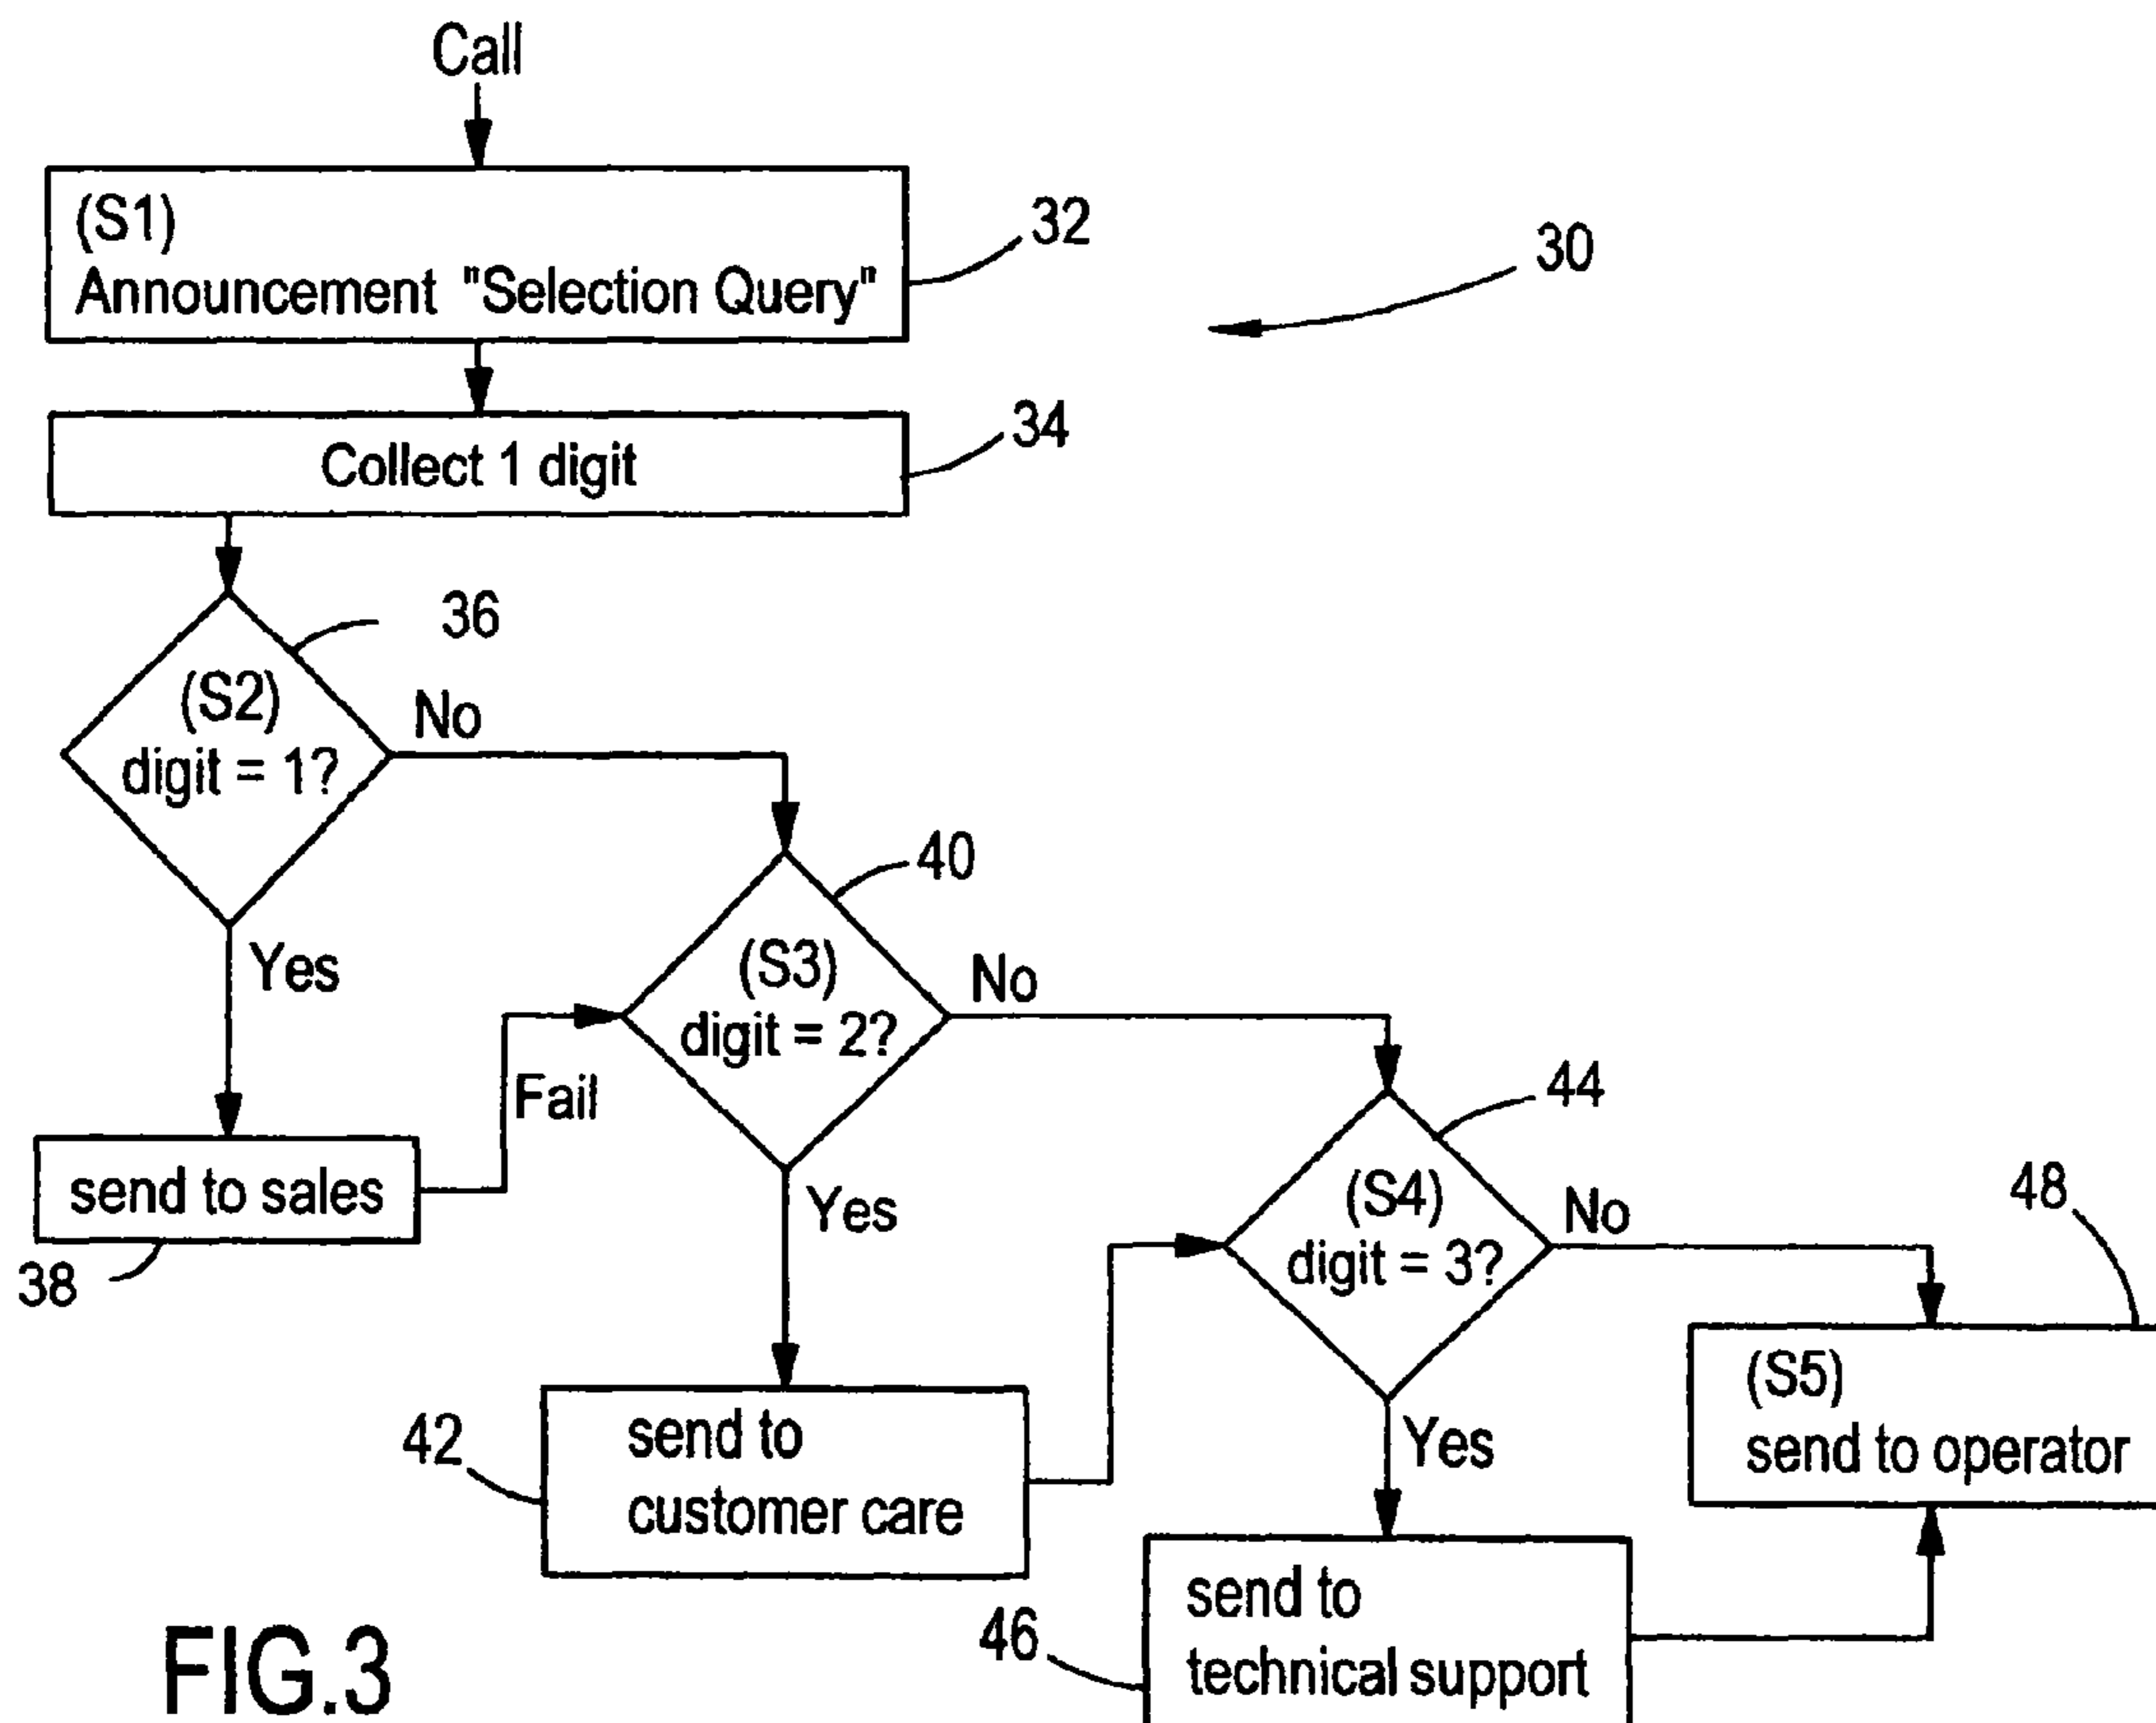 Call
(S1)
Announcement "Selection Query"
32
30
Collect 1 digit
34
36
(S2)
digit = 1?
No
Yes
40
(S3)
digit = 2?
No
Fail
Yes
send to sales
38
44
(S4)
digit = 3?
No
Yes
48
(S5)
send to operator
42
send to
customer care
46
send to
technical support
FIG.3